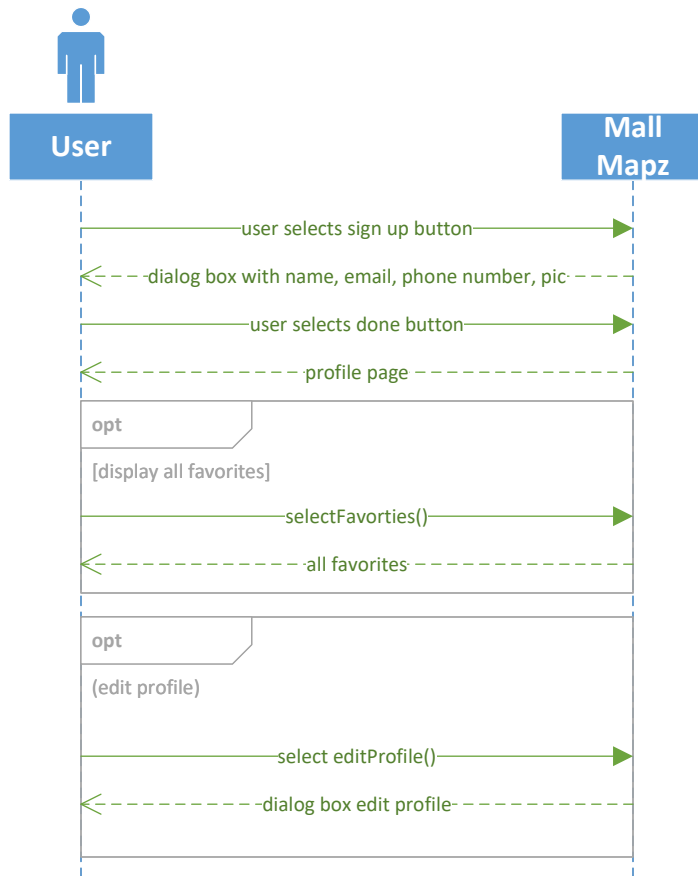 User
Mall
Mapz
user selects sign up button
dialog box with name, email, phone number, pic
user selects done button
profile page
opt
[display all favorites]
selectFavorties()
all favorites
opt
(edit profile)
select editProfile()
dialog box edit profile